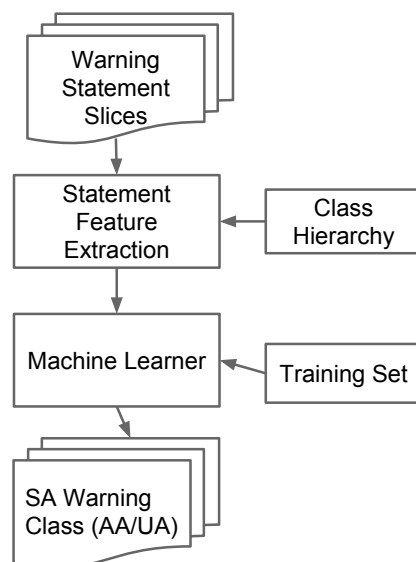 Warning
Statement
Slices
Statement
Feature
Extraction
Class
Hierarchy
Machine Learner
Training Set
SA Warning
Class (AA/UA)